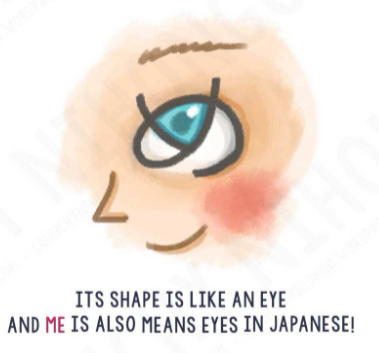 ITS SHAPE IS LIKE AN EYE
AND ME IS ALSO MEANS EYES IN JAPANESE!